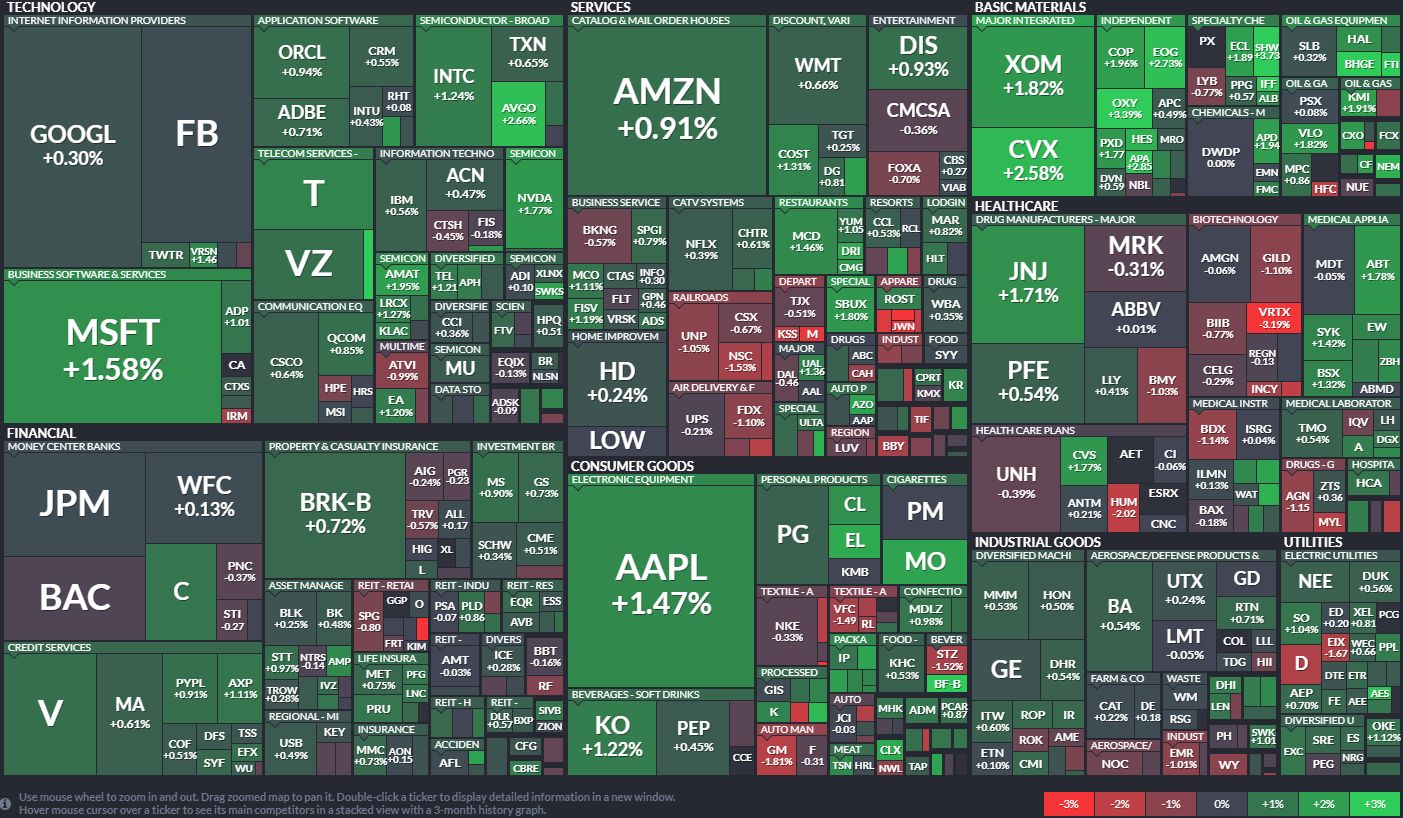 TECHNOLOGY
INTERNET INFORMATION PROVIDERS
GOOGL
+0.30%
FB
TWTR
VRSN
+1.46
APPLICATION SOFTWARE
ORCL
+0.94%
CRM
+0.55%
ADBE
+0.71%
INTU
+0.43%
RHT
+0.08
SEMICONDUCTOR - BROAD
INTC
+1.24%
TXN
+0.65%
AVGO
+2.66%
TELECOM SERVICES -
T
VZ
INFORMATION TECHNO
IBM
+0.56%
ACN
+0.47%
CTSH
-0.45%
FIS
-0.18%
SEMICON
NVDA
+1.77%
BUSINESS SOFTWARE & SERVICES
MSFT
+1.58%
ADP
+1.01
CA
CTXS
IRM
COMMUNICATION EQ
CSCO
+0.64%
QCOM
+0.85%
HPE
HRS
MSI
SEMICON
AMAT
+1.95%
LRCX
+1.27%
KLAC
MULTIME
ATVI
-0.99%
EA
+1.20%
DIVERSIFIED
TEL
+1.21
APH
DIVERSIFIE
CCI
+0.36%
SEMICON
MU
DATA STO
SEMICON
ADI
+0.10
XLNX
SWKS
SCIEN
FTV
HPQ
+0.51
EQIX
-0.13%
BR
NLSN
ADSK
-0.09
FINANCIAL
MONEY CENTER BANKS
JPM
WFC
+0.13%
BAC
C
PNC
-0.37%
STI
-0.27
PROPERTY & CASUALTY INSURANCE
BRK-B
+0.72%
AIG
-0.24%
PGR
-0.23
TRV
-0.57%
ALL
+0.17
HIG
XL
L
INVESTMENT BR
MS
+0.90%
GS
+0.73%
SCHW
+0.34%
CME
+0.51%
CREDIT SERVICES
V
MA
+0.61%
PYPL
+0.91%
AXP
+1.11%
COF
+0.51%
DFS
SYF
TSS
EFX
WU
ASSET MANAGE
BLK
+0.25%
BK
+0.48%
STT
+0.97%
NTRS
-0.14
AMP
TROW
+0.28%
IVZ
REGIONAL - MI
USB
+0.49%
KEY
REIT - RETAI
SPG
-0.80
GGP
O
FRT
KIM
LIFE INSURA
MET
+0.75%
PFG
LNC
PRU
INSURANCE
MMC
+0.73%
AON
+0.15
REIT - INDU
PSA
-0.07
PLD
+0.86
REIT -
AMT
-0.03%
REIT - H
ACCIDEN
AFL
REIT - RES
EQR
ESS
AVB
DIVERS
ICE
+0.28%
BBT
-0.16%
RF
REIT -
DLR
+0.57
BXP
SIVB
ZION
CFG
CBRE
SERVICES
CATALOG & MAIL ORDER HOUSES
AMZN
+0.91%
DISCOUNT, VARI
WMT
+0.66%
COST
+1.31%
TGT
+0.25%
DG
+0.81
ENTERTAINMENT
DIS
+0.93%
CMCSA
-0.36%
FOXA
-0.70%
CBS
+0.27
VIAB
BUSINESS SERVICE
BKNG
-0.57%
SPGI
+0.79%
MCO
+1.11%
CTAS
INFO
+0.30
FISV
+1.19%
FLT
GPN
+0.46
VRSK
ADS
CATV SYSTEMS
NFLX
+0.39%
CHTR
+0.61%
RESTAURANTS
MCD
+1.46%
YUM
+1.05
DRI
CMG
RESORTS
CCL
+0.53%
RCL
LODGIN
MAR
+0.82%
HLT
HOME IMPROVEM
HD
+0.24%
LOW
RAILROADS
UNP
-1.05%
CSX
-0.67%
NSC
-1.53%
AIR DELIVERY & F
UPS
-0.21%
FDX
-1.10%
DEPART
TJX
-0.51%
KSS
M
MAJOR
DAL
-0.46
UAL
+1.36
AAL
SPECIAL
ULTA
SPECIAL
SBUX
+1.80%
DRUGS
ABC
CAH
AUTO P
AZO
AAP
REGION
LUV
APPARE
ROST
JWN
INDUST
DRUG
WBA
+0.35%
FOOD
SYY
CPRT
KMX
KR
TIF
BBY
CONSUMER GOODS
ELECTRONIC EQUIPMENT
AAPL
+1.47%
BEVERAGES - SOFT DRINKS
KO
+1.22%
PEP
+0.45%
CCE
PERSONAL PRODUCTS
PG
CL
EL
KMB
CIGARETTES
PM
MO
TEXTILE - A
NKE
-0.33%
TEXTILE - A
VFC
-1.49
RL
CONFECTIO
MDLZ
+0.98%
PACKA
IP
FOOD -
KHC
+0.53%
BEVER
STZ
-1.52%
BF-B
PROCESSED
GIS
K
AUTO MAN
GM
-1.81%
F
-0.31
AUTO
JCI
-0.03
MEAT
TSN
HRL
MHK
ADM
PCAR
+0.87
CLX
NWL
TAP
BASIC MATERIALS
MAJOR INTEGRATED
XOM
+1.82%
CVX
+2.58%
INDEPENDENT
COP
+1.96%
EOG
+2.73%
OXY
+3.39%
APC
+0.49%
PXD
+1.77
HES
MRO
APA
+2.85
DVN
+0.59
NBL
SPECIALTY CHE
PX
ECL
+1.89
SHW
+3.73
LYB
-0.77%
PPG
+0.57
IFF
ALB
CHEMICALS - M
DWDP
0.00%
APD
+1.94
EMN
FMC
OIL & GAS EQUIPMEN
SLB
+0.32%
HAL
BHGE
FTI
OIL & GA
PSX
+0.08%
VLO
+1.82%
MPC
+0.86
HFC
OIL & GAS
KMI
+1.91%
CXO
FCX
CF
NEM
NUE
HEALTHCARE
DRUG MANUFACTURERS - MAJOR
JNJ
+1.71%
MRK
-0.31%
ABBV
+0.01%
PFE
+0.54%
LLY
+0.41%
BMY
-1.03%
BIOTECHNOLOGY
AMGN
-0.06%
GILD
-1.10%
BIIB
-0.77%
VRTX
-3.19%
REGN
-0.13
CELG
-0.29%
INCY
MEDICAL APPLIA
MDT
-0.05%
ABT
+1.78%
SYK
+1.42%
EW
BSX
+1.32%
ZBH
ABMD
HEALTH CARE PLANS
UNH
-0.39%
CVS
+1.77%
AET
CI
-0.06%
ANTM
+0.21%
HUM
-2.02
ESRX
CNC
MEDICAL INSTR
BDX
-1.14%
ISRG
+0.04%
ILMN
+0.13%
WAT
BAX
-0.18%
MEDICAL LABORATOR
TMO
+0.54%
IQV
LH
A
DGX
DRUGS - G
AGN
-1.15
ZTS
+0.36
MYL
HOSPITA
HCA
INDUSTRIAL GOODS
DIVERSIFIED MACHI
MMM
+0.53%
HON
+0.50%
GE
DHR
+0.54%
ITW
+0.60%
ROP
IR
ETN
+0.10%
ROK
AME
CMI
AEROSPACE/DEFENSE PRODUCTS &
BA
+0.54%
UTX
+0.24%
GD
LMT
-0.05%
RTN
+0.71%
COL
LLL
TDG
HII
FARM & CO
CAT
+0.22%
DE
+0.18
AEROSPACE/
NOC
WASTE
WM
RSG
INDUST
EMR
-1.01%
DHI
LEN
PH
SWK
+1.01
WY
UTILITIES
ELECTRIC UTILITIES
NEE
DUK
+0.56%
SO
+1.04%
ED
+0.20
XEL
+0.81
PCG
D
EIX
-1.67
WEC
+0.66
PPL
DTE
ETR
AEP
+0.70%
FE
AEE
AES
DIVERSIFIED U
EXC
SRE
ES
PEG
NRG
OKE
+1.12%
Use mouse wheel to zoom in and out. Drag zoomed map to pan it. Double-click a ticker to display detailed information in a new window.
Hover mouse cursor over a ticker to see its main competitors in a stacked view with a 3-month history graph.
-3%
-2%
-1%
0%
+1%
+2%
+3%